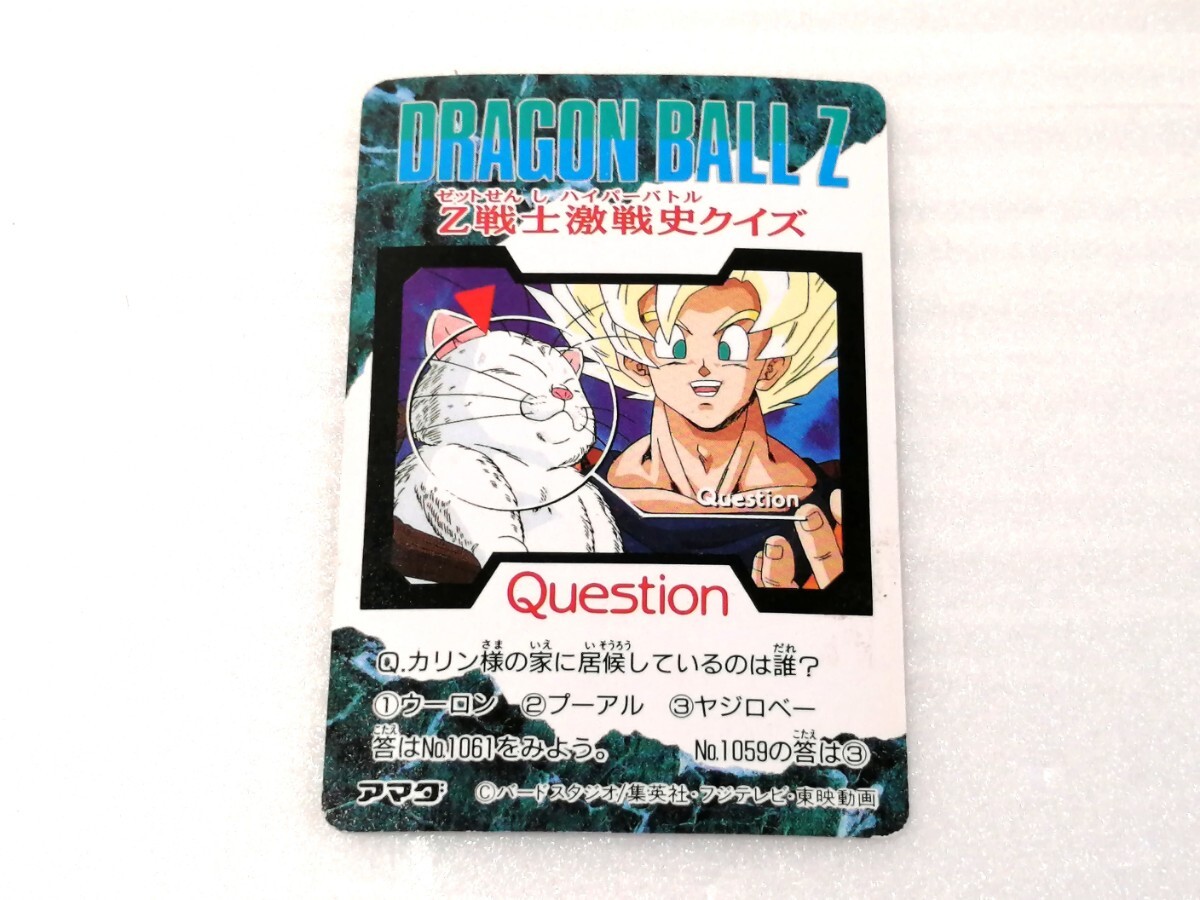 DRAGON BALL Z
ゼットせんし ハイパーバトル
Z戦士激戦史クイズ
Question
Question
さま いえ いそうろう だれ
Q.カリン様の家に居候しているのは誰?
①ウーロン ②プーアル ③ヤジロベー
こたえ こたえ
答はNo.1061をみよう。 No.1059の答は③
アマダ ©バードスタジオ/集英社・フジテレビ・東映動画